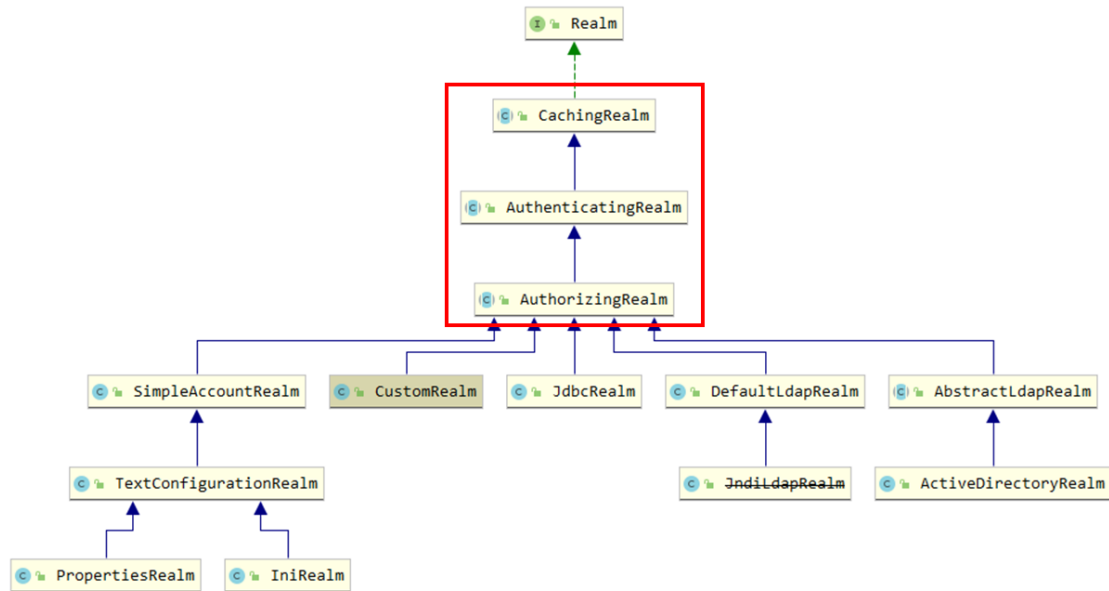 Realm
CachingRealm
AuthenticatingRealm
AuthorizingRealm
SimpleAccountRealm
CustomRealm
JdbcRealm
DefaultLdapRealm
AbstractLdapRealm
TextConfigurationRealm
JndiLdapRealm
ActiveDirectoryRealm
PropertiesRealm
IniRealm